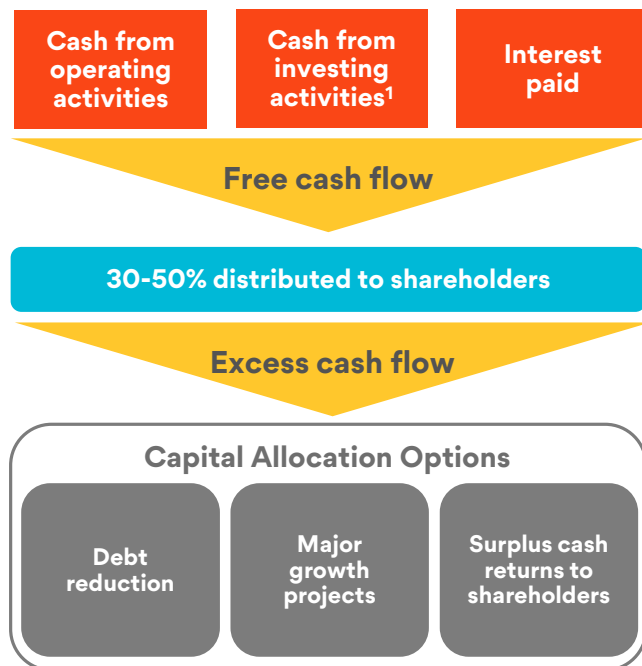 Cash from
operating
activities
Cash from
investing
activities¹
Interest
paid
Free cash flow
30-50% distributed to shareholders
Excess cash flow
Capital Allocation Options
Debt
reduction
Major
growth
projects
Surplus cash
returns to
shareholders